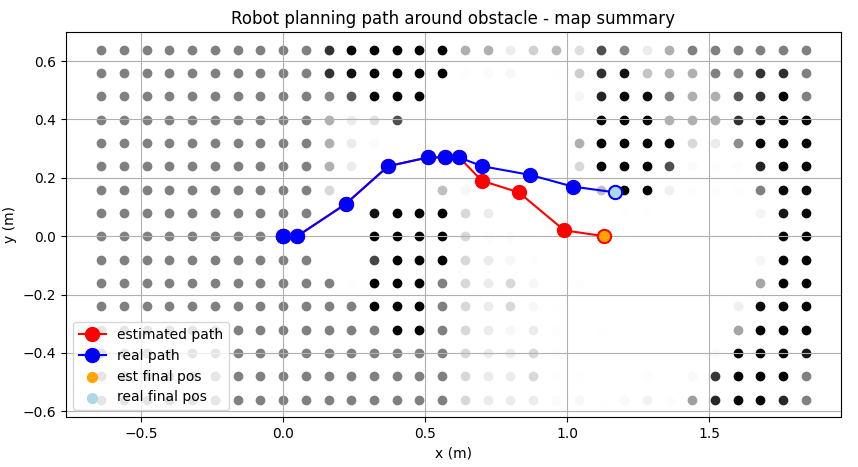 Robot planning path around obstacle - map summary
y (m)
0.6
0.4
0.2
0.0
−0.2
−0.4
−0.6
estimated path
real path
est final pos
real final pos
−0.5
0.0
0.5
1.0
1.5
x (m)